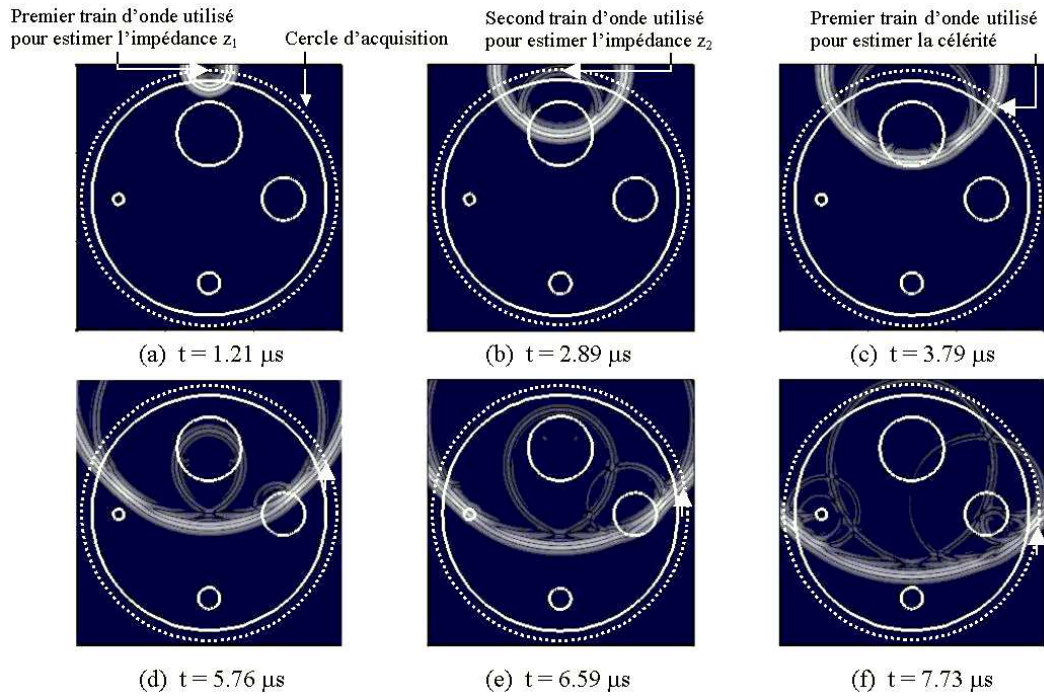 Premier train d'onde utilisé
pour estimer l'impédance z₁
Cercle d'acquisition
Second train d'onde utilisé
pour estimer l'impédance z₂
Premier train d'onde utilisé
pour estimer la célérité
(a) t = 1.21 µs
(b) t = 2.89 µs
(c) t = 3.79 µs
(d) t = 5.76 µs
(e) t = 6.59 µs
(f) t = 7.73 µs